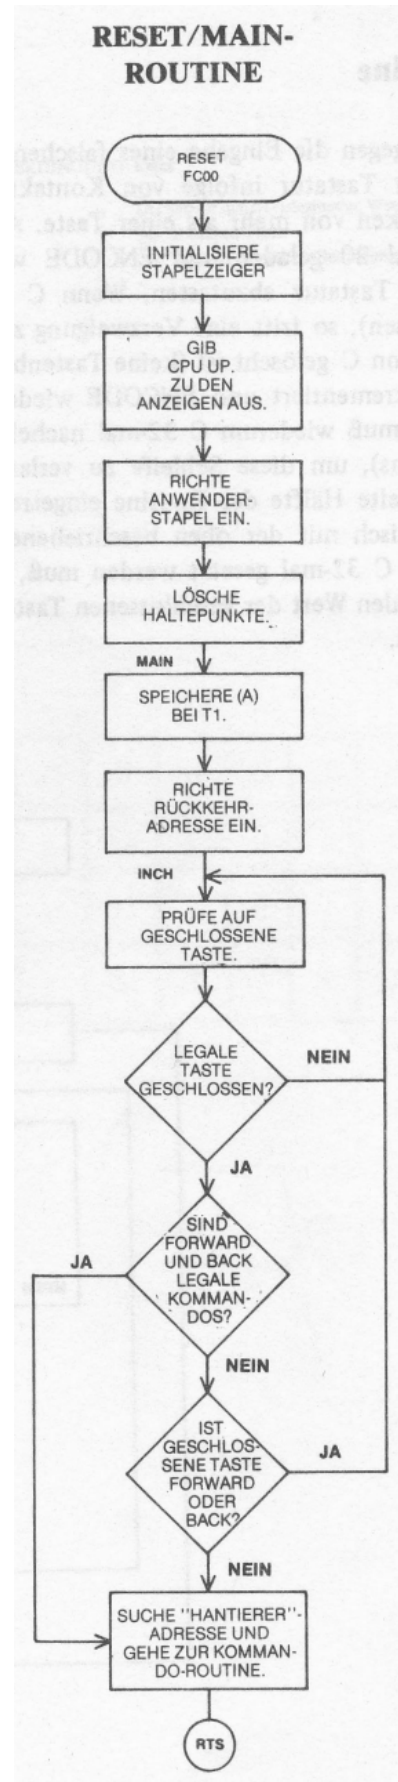 RESET/MAIN-
ROUTINE
RESET
FC00
INITIALISIERE
STAPELZEIGER
GIB
CPU UP.
ZU DEN
ANZEIGEN AUS.
RICHTE
ANWENDER-
STAPEL EIN.
LÖSCHE
HALTEPUNKTE.
MAIN
SPEICHERE (A)
BEI T1.
RICHTE
RÜCKKEHR-
ADRESSE EIN.
INCH
PRÜFE AUF
GESCHLOSSENE
TASTE.
LEGALE
TASTE
GESCHLOSSEN?
NEIN
JA
SIND
FORWARD
UND BACK
LEGALE
KOMMAN-
DOS?
JA
NEIN
IST
GESCHLOS-
SENE TASTE
FORWARD
ODER
BACK?
JA
NEIN
SUCHE "HANTIERER"-
ADRESSE UND
GEHE ZUR KOMMAN-
DO-ROUTINE.
RTS